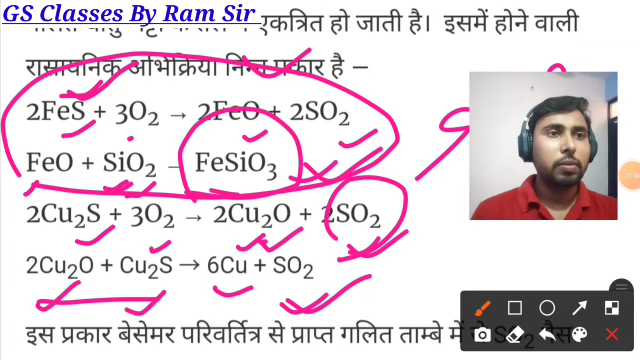 GS Classes By Ram Sir
एकत्रित हो जाती है। इसमें होने वाली
रासायनिक अभिक्रिया निम्न प्रकार है –
2FeS + 3O₂ → 2FeO + 2SO₂
FeO + SiO₂ → FeSiO₃
2Cu₂S + 3O₂ → 2Cu₂O + 2SO₂
2Cu₂O + Cu₂S → 6Cu + SO₂
इस प्रकार बेसेमर परिवर्तित्र से प्राप्त गलित ताम्बे में